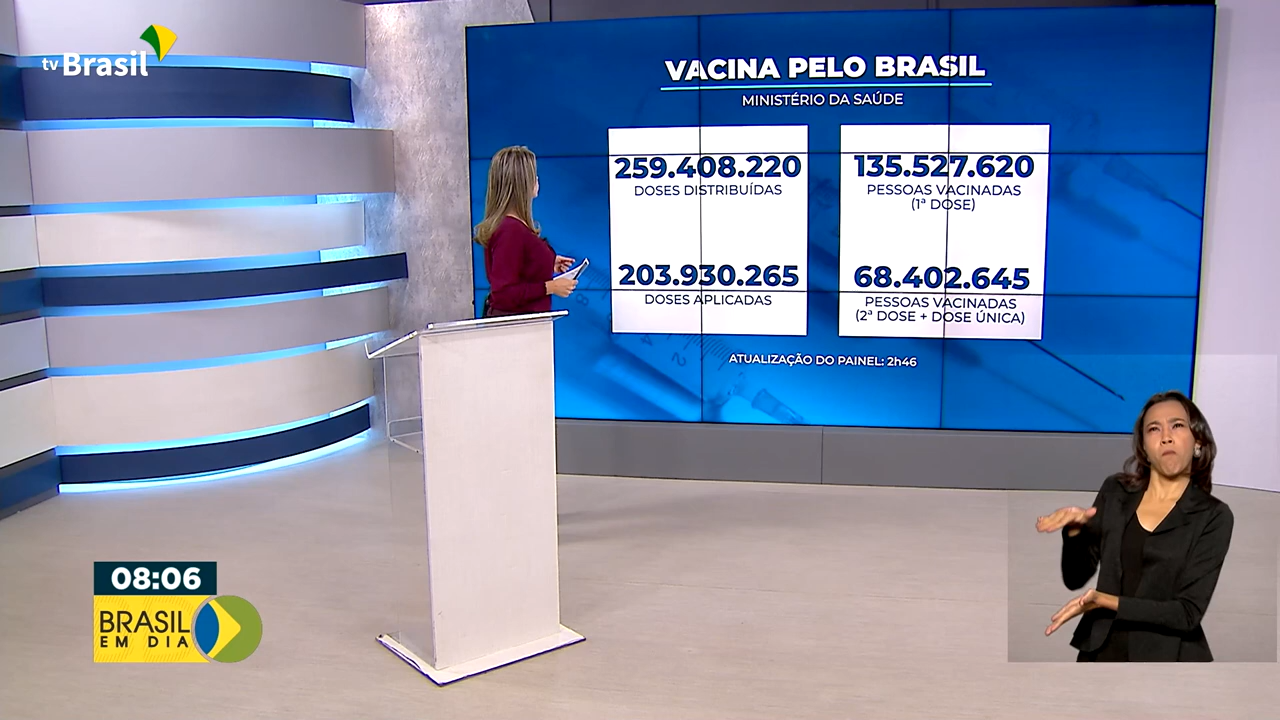 tv Brasil
VACINA PELO BRASIL
MINISTÉRIO DA SAÚDE
259.408.220
DOSES DISTRIBUÍDAS
203.930.265
DOSES APLICADAS
135.527.620
PESSOAS VACINADAS
(1ª DOSE)
68.402.645
PESSOAS VACINADAS
(2ª DOSE + DOSE ÚNICA)
ATUALIZAÇÃO DO PAINEL: 2h46
08:06
BRASIL
EM DIA